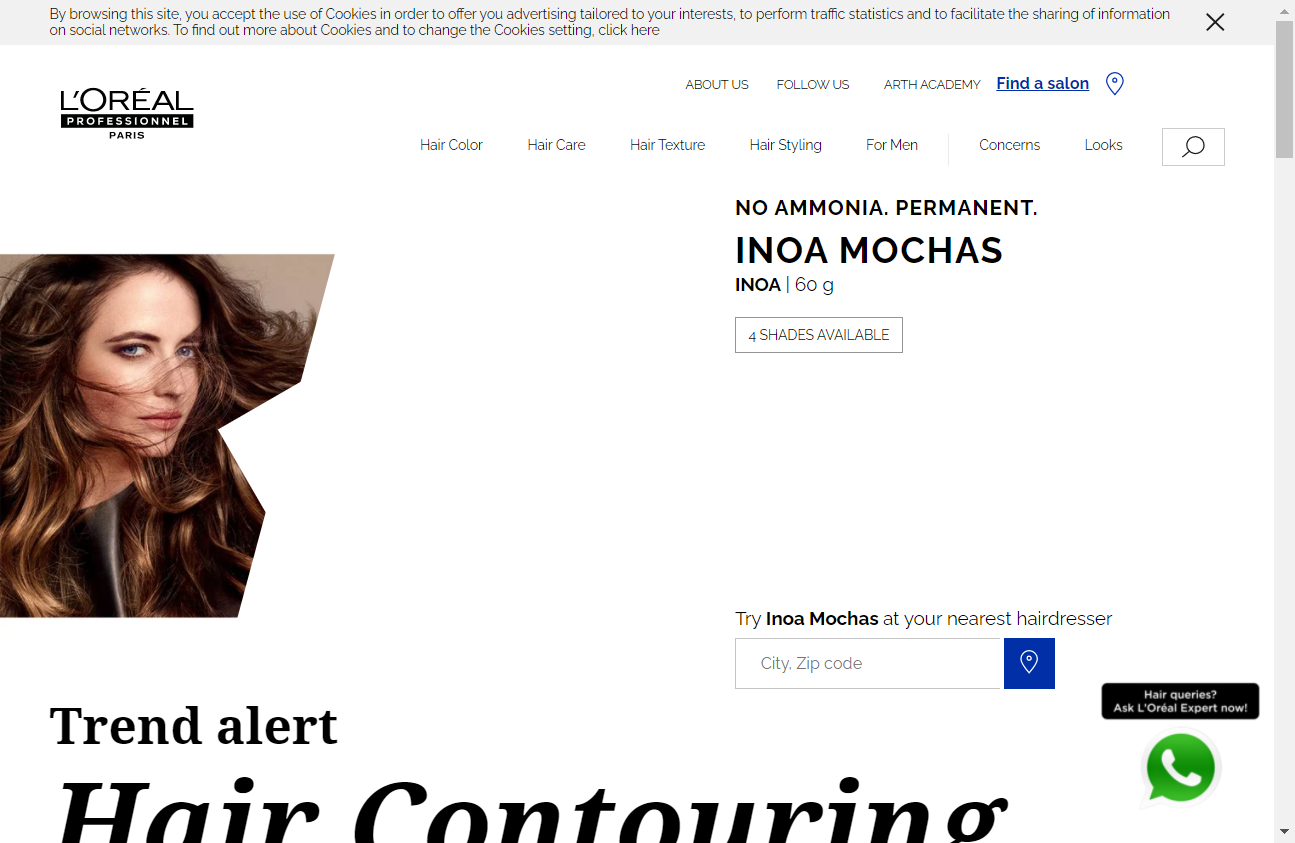 By browsing this site, you accept the use of Cookies in order to offer you advertising tailored to your interests, to perform traffic statistics and to facilitate the sharing of information
on social networks. To find out more about Cookies and to change the Cookies setting, click here
ABOUT US FOLLOW US ARTH ACADEMY Find a salon
L'ORÉAL
PROFESSIONNEL
PARIS
Hair Color Hair Care Hair Texture Hair Styling For Men Concerns Looks
NO AMMONIA. PERMANENT.
INOA MOCHAS
INOA | 60 g
4 SHADES AVAILABLE
Try Inoa Mochas at your nearest hairdresser
City, Zip code
Hair queries?
Ask L'Oréal Expert now!
Trend alert
Hair Contouring